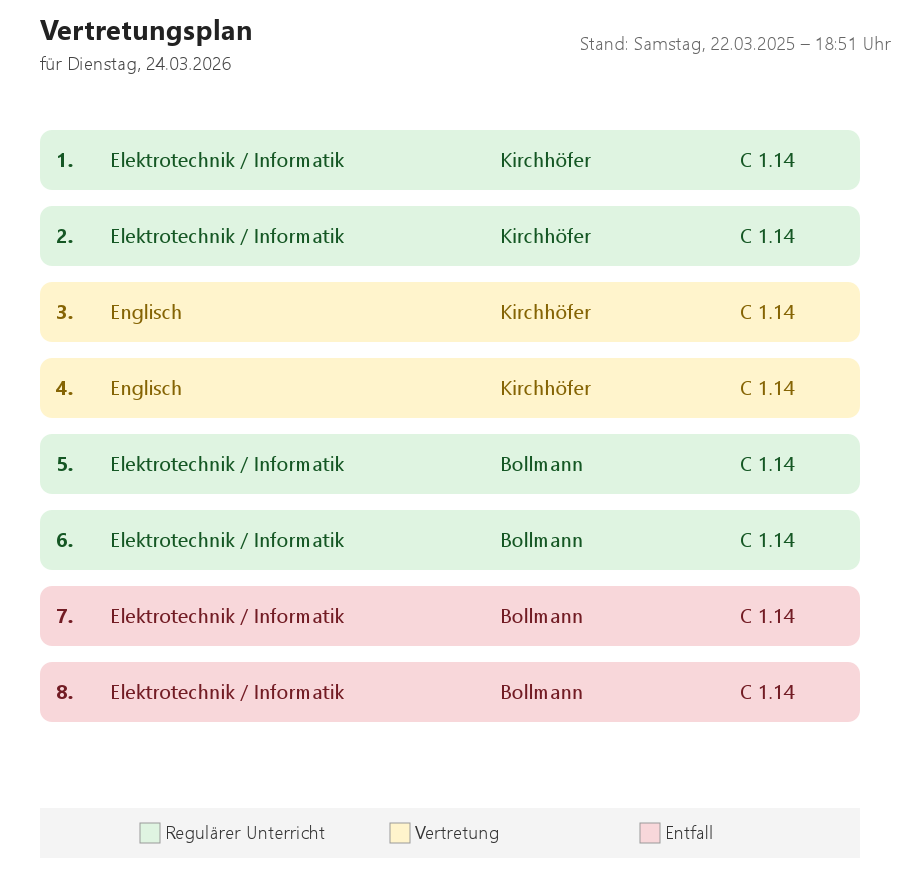 Vertretungsplan
für Dienstag, 24.03.2026
Stand: Samstag, 22.03.2025 – 18:51 Uhr
1. Elektrotechnik / Informatik Kirchhöfer C 1.14
2. Elektrotechnik / Informatik Kirchhöfer C 1.14
3. Englisch Kirchhöfer C 1.14
4. Englisch Kirchhöfer C 1.14
5. Elektrotechnik / Informatik Bollmann C 1.14
6. Elektrotechnik / Informatik Bollmann C 1.14
7. Elektrotechnik / Informatik Bollmann C 1.14
8. Elektrotechnik / Informatik Bollmann C 1.14
Regulärer Unterricht Vertretung Entfall